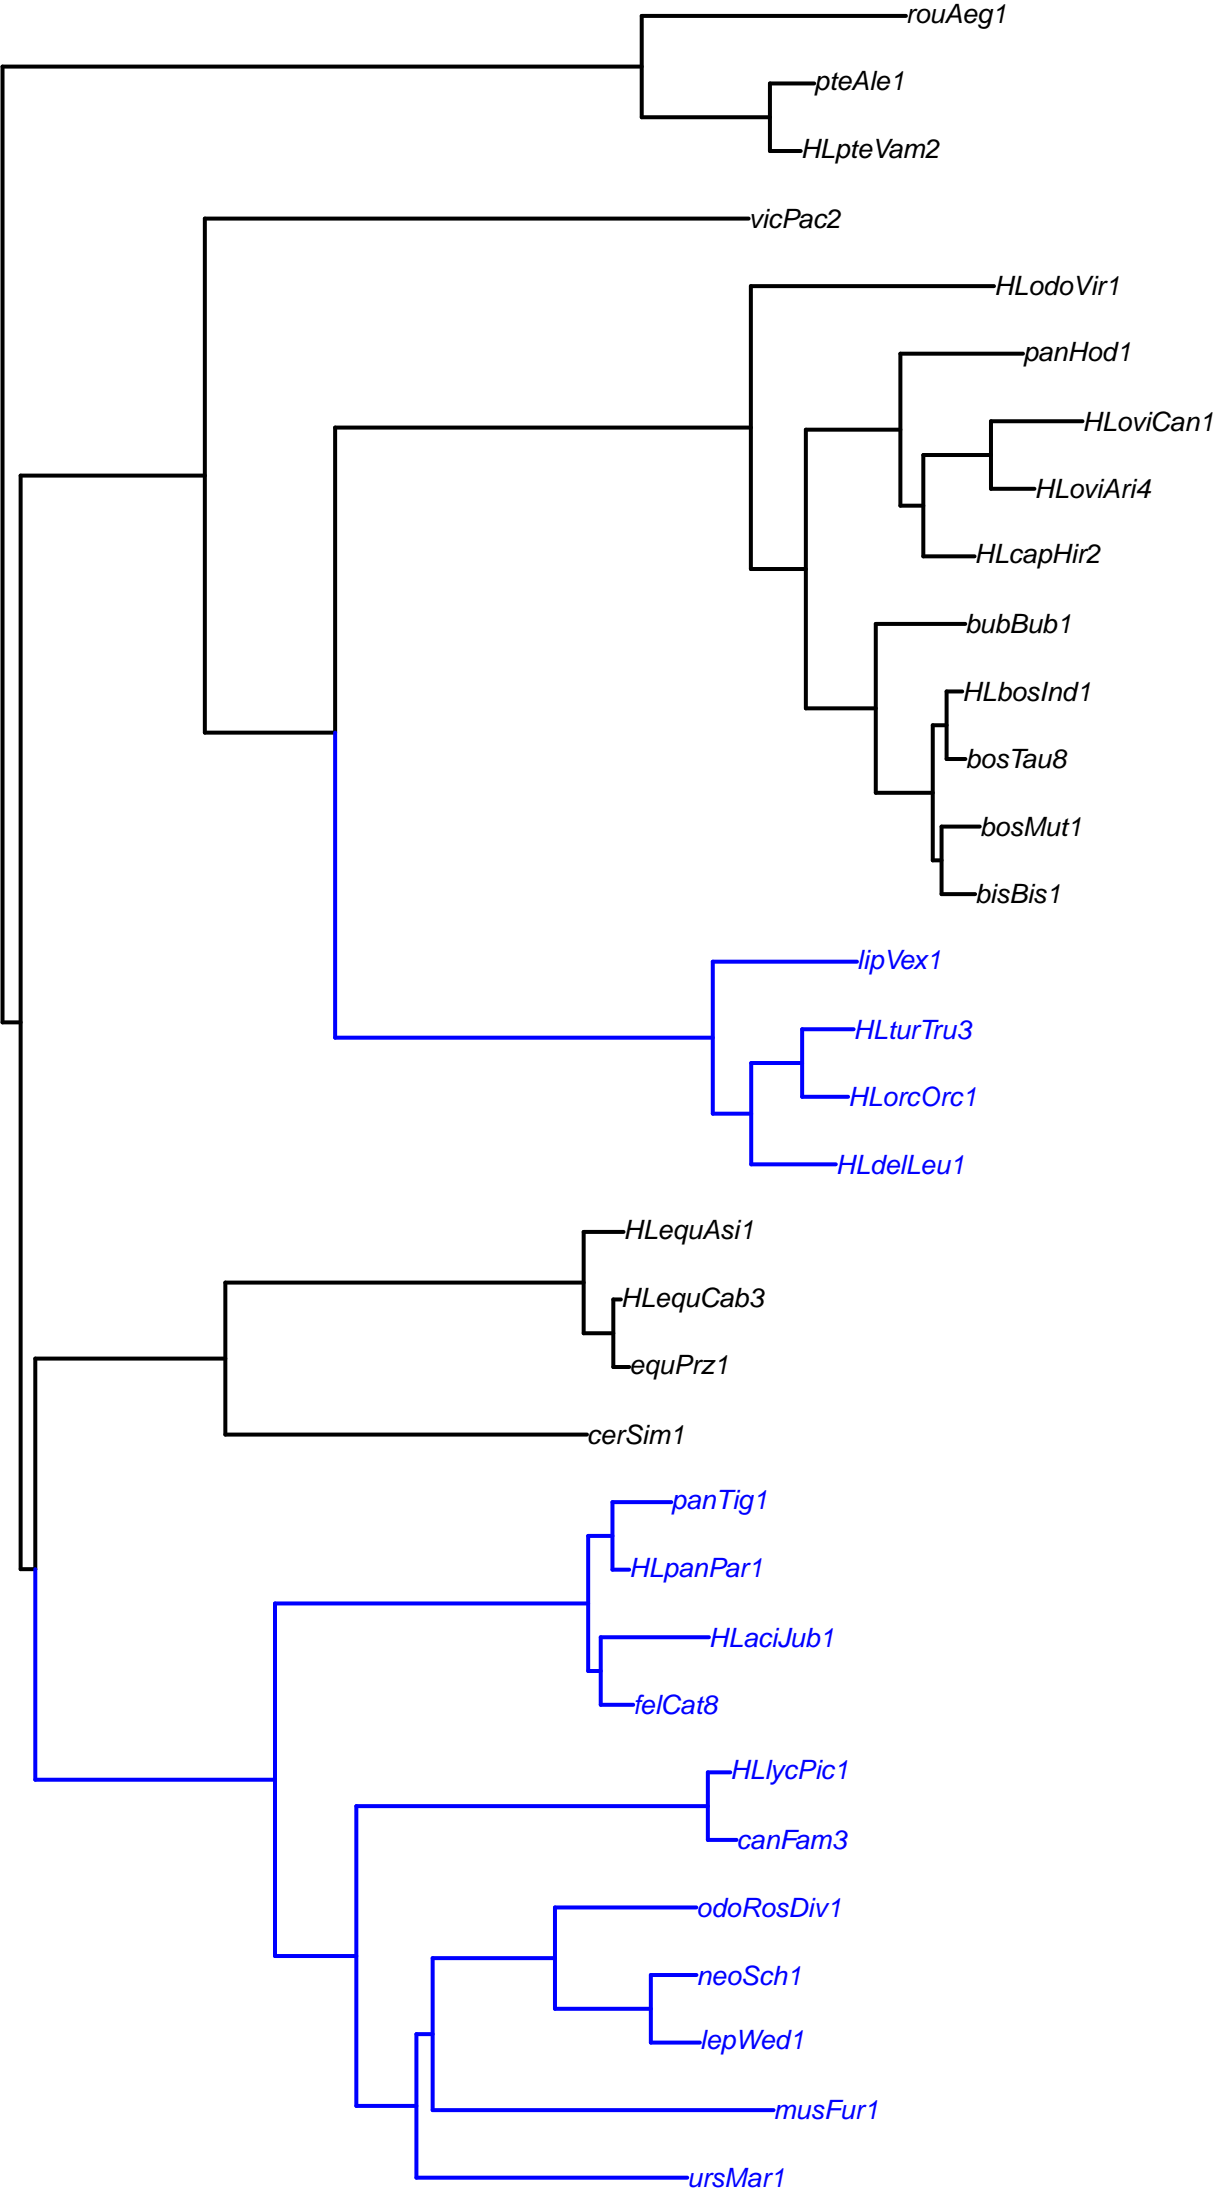 rouAeg1
pteAle1
HLpteVam2
vicPac2
HLodoVir1
panHod1
HLoviCan1
HLoviAri4
HLcapHir2
bubBub1
HLbosInd1
bosTau8
bosMut1
bisBis1
lipVex1
HLturTru3
HLorcOrc1
HLdelLeu1
HLequAsi1
HLequCab3
equPrz1
cerSim1
panTig1
HLpanPar1
HLaciJub1
felCat8
HLlycPic1
canFam3
odoRosDiv1
neoSch1
lepWed1
musFur1
ursMar1